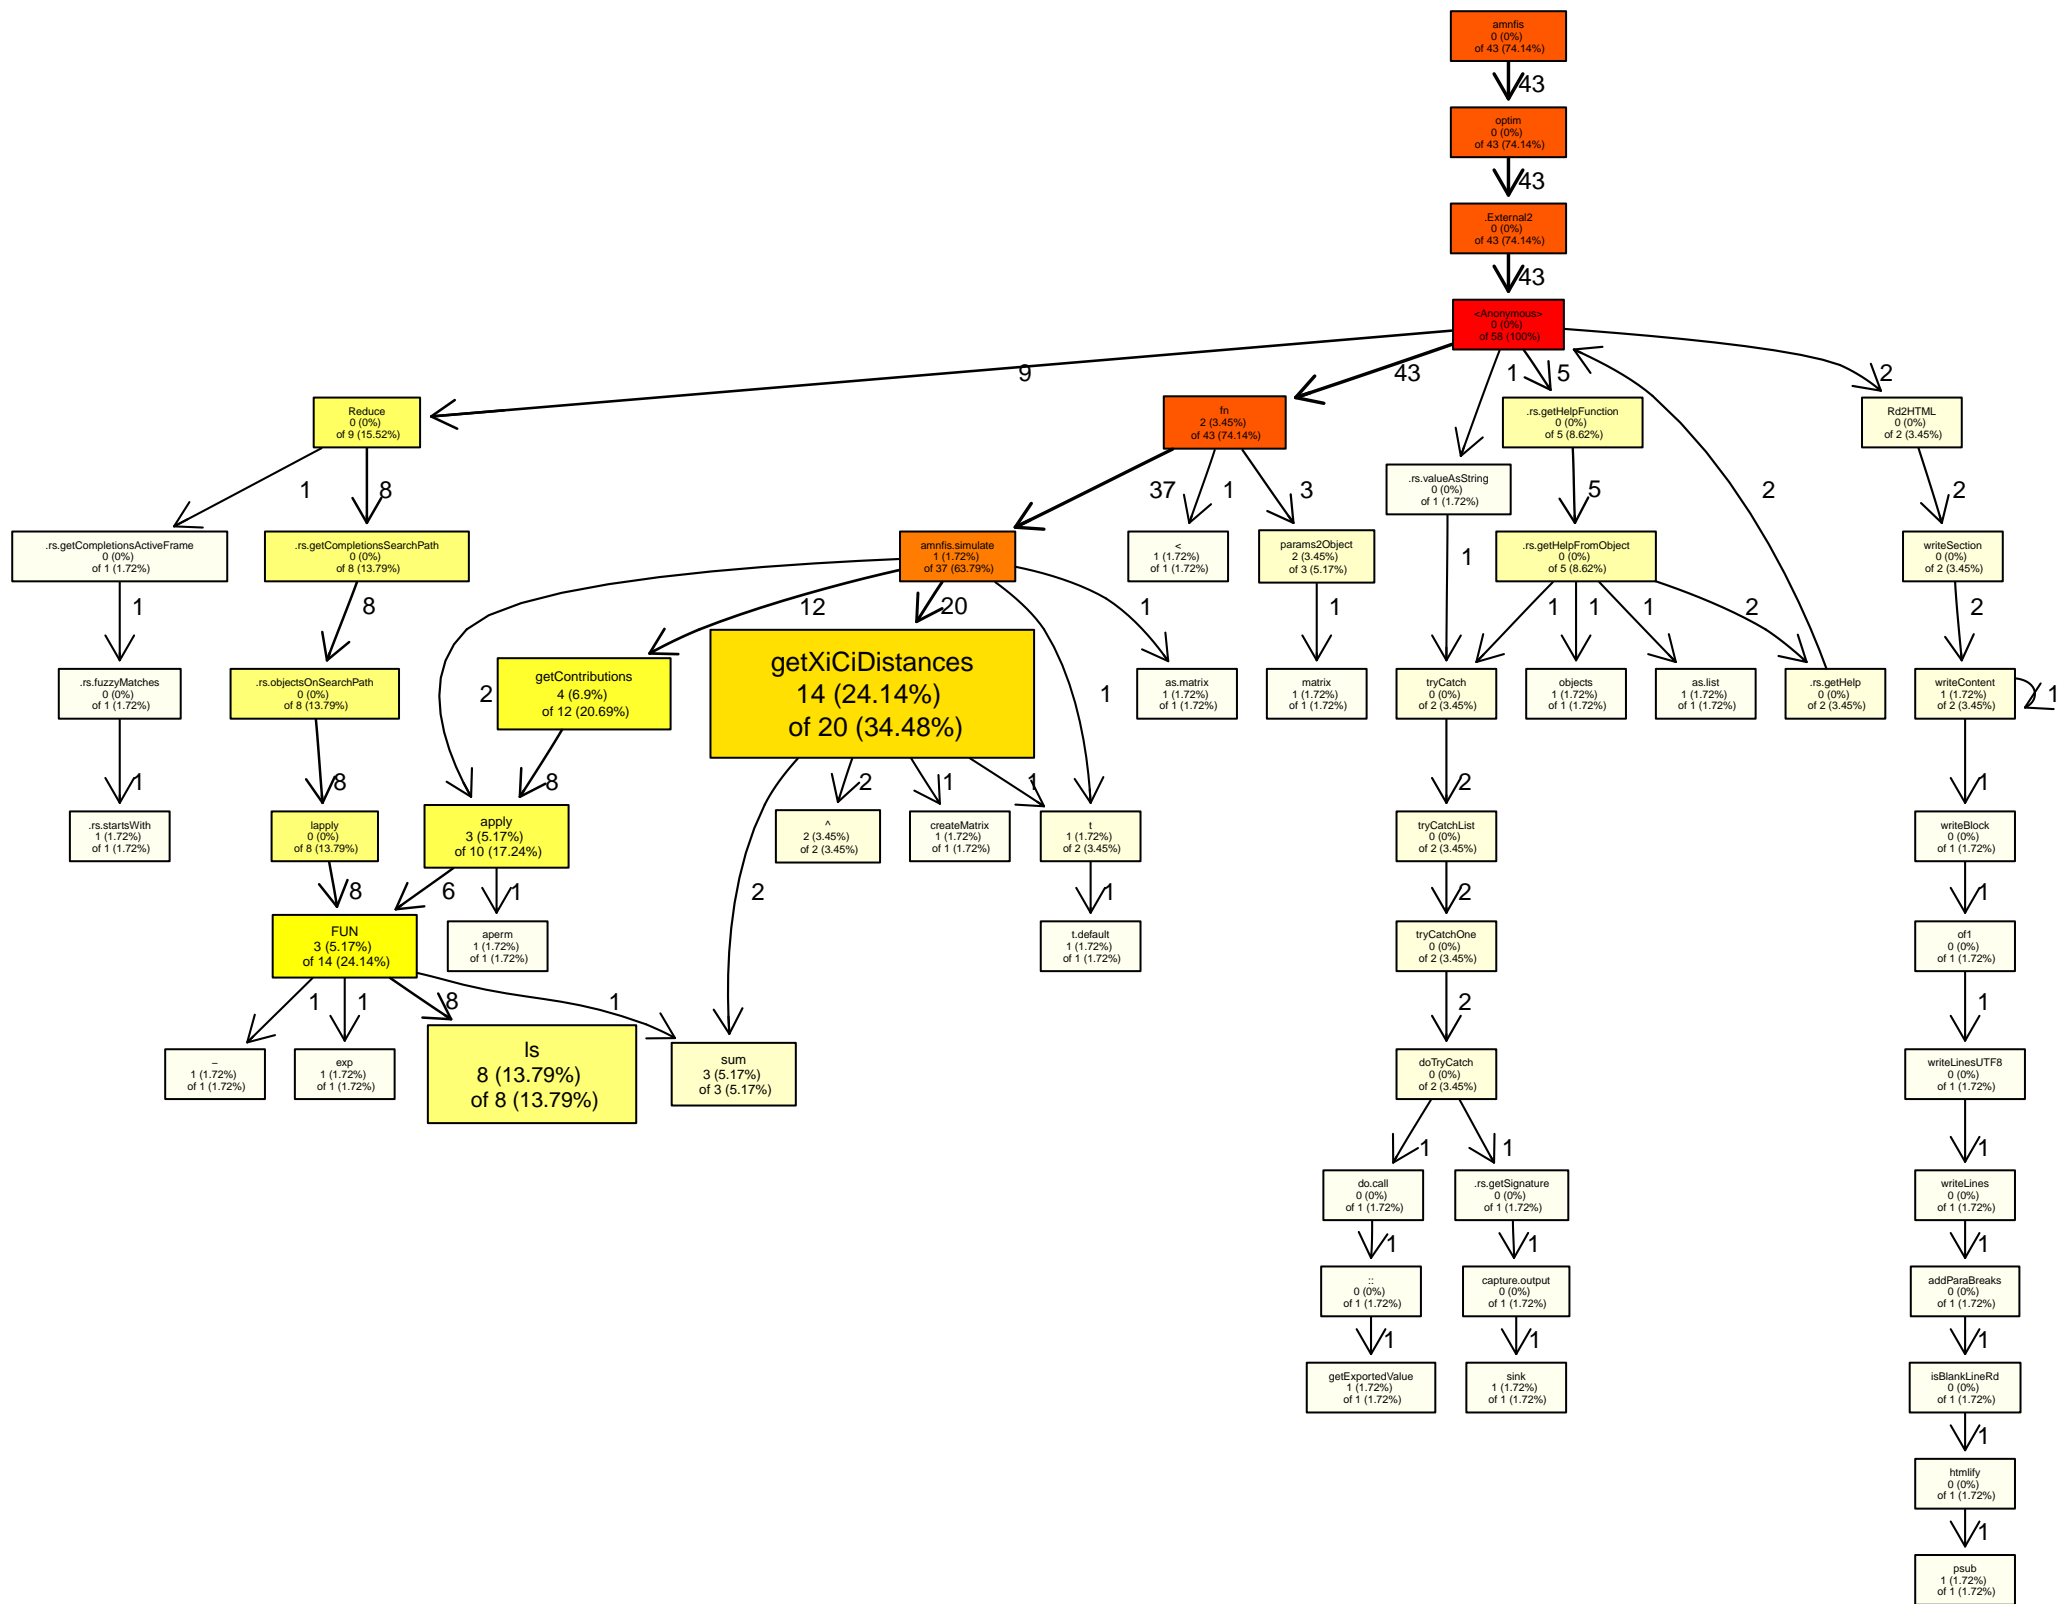 amnfis
0 (0%)
of 43 (74.14%)
43
optim
0 (0%)
of 43 (74.14%)
43
.External2
0 (0%)
of 43 (74.14%)
43
<Anonymous>
0 (0%)
of 58 (100%)
9
43
1
5
2
Reduce
0 (0%)
of 9 (15.52%)
fn
2 (3.45%)
of 43 (74.14%)
.rs.getHelpFunction
0 (0%)
of 5 (8.62%)
Rd2HTML
0 (0%)
of 2 (3.45%)
.rs.valueAsString
0 (0%)
of 1 (1.72%)
1
8
37
1
3
5
2
2
.rs.getCompletionsActiveFrame
0 (0%)
of 1 (1.72%)
.rs.getCompletionsSearchPath
0 (0%)
of 8 (13.79%)
amnfis.simulate
1 (1.72%)
of 37 (63.79%)
<
1 (1.72%)
of 1 (1.72%)
params2Object
2 (3.45%)
of 3 (5.17%)
1
.rs.getHelpFromObject
0 (0%)
of 5 (8.62%)
writeSection
0 (0%)
of 2 (3.45%)
1
8
12
20
1
1
1
1
1
2
2
.rs.fuzzyMatches
0 (0%)
of 1 (1.72%)
.rs.objectsOnSearchPath
0 (0%)
of 8 (13.79%)
2
getContributions
4 (6.9%)
of 12 (20.69%)
getXiCiDistances
14 (24.14%)
of 20 (34.48%)
1
as.matrix
1 (1.72%)
of 1 (1.72%)
matrix
1 (1.72%)
of 1 (1.72%)
tryCatch
0 (0%)
of 2 (3.45%)
objects
1 (1.72%)
of 1 (1.72%)
as.list
1 (1.72%)
of 1 (1.72%)
.rs.getHelp
0 (0%)
of 2 (3.45%)
writeContent
1 (1.72%)
of 2 (3.45%)
1
1
8
8
2
1
1
2
1
.rs.startsWith
1 (1.72%)
of 1 (1.72%)
lapply
0 (0%)
of 8 (13.79%)
apply
3 (5.17%)
of 10 (17.24%)
^
2 (3.45%)
of 2 (3.45%)
createMatrix
1 (1.72%)
of 1 (1.72%)
t
1 (1.72%)
of 2 (3.45%)
tryCatchList
0 (0%)
of 2 (3.45%)
writeBlock
0 (0%)
of 1 (1.72%)
8
6
1
2
1
2
1
FUN
3 (5.17%)
of 14 (24.14%)
aperm
1 (1.72%)
of 1 (1.72%)
t.default
1 (1.72%)
of 1 (1.72%)
tryCatchOne
0 (0%)
of 2 (3.45%)
of1
0 (0%)
of 1 (1.72%)
1
1
8
1
2
1
–
1 (1.72%)
of 1 (1.72%)
exp
1 (1.72%)
of 1 (1.72%)
ls
8 (13.79%)
of 8 (13.79%)
sum
3 (5.17%)
of 3 (5.17%)
doTryCatch
0 (0%)
of 2 (3.45%)
writeLinesUTF8
0 (0%)
of 1 (1.72%)
1
1
1
do.call
0 (0%)
of 1 (1.72%)
.rs.getSignature
0 (0%)
of 1 (1.72%)
writeLines
0 (0%)
of 1 (1.72%)
1
1
1
::
0 (0%)
of 1 (1.72%)
capture.output
0 (0%)
of 1 (1.72%)
addParaBreaks
0 (0%)
of 1 (1.72%)
1
1
1
getExportedValue
1 (1.72%)
of 1 (1.72%)
sink
1 (1.72%)
of 1 (1.72%)
isBlankLineRd
0 (0%)
of 1 (1.72%)
1
htmlify
0 (0%)
of 1 (1.72%)
1
psub
1 (1.72%)
of 1 (1.72%)